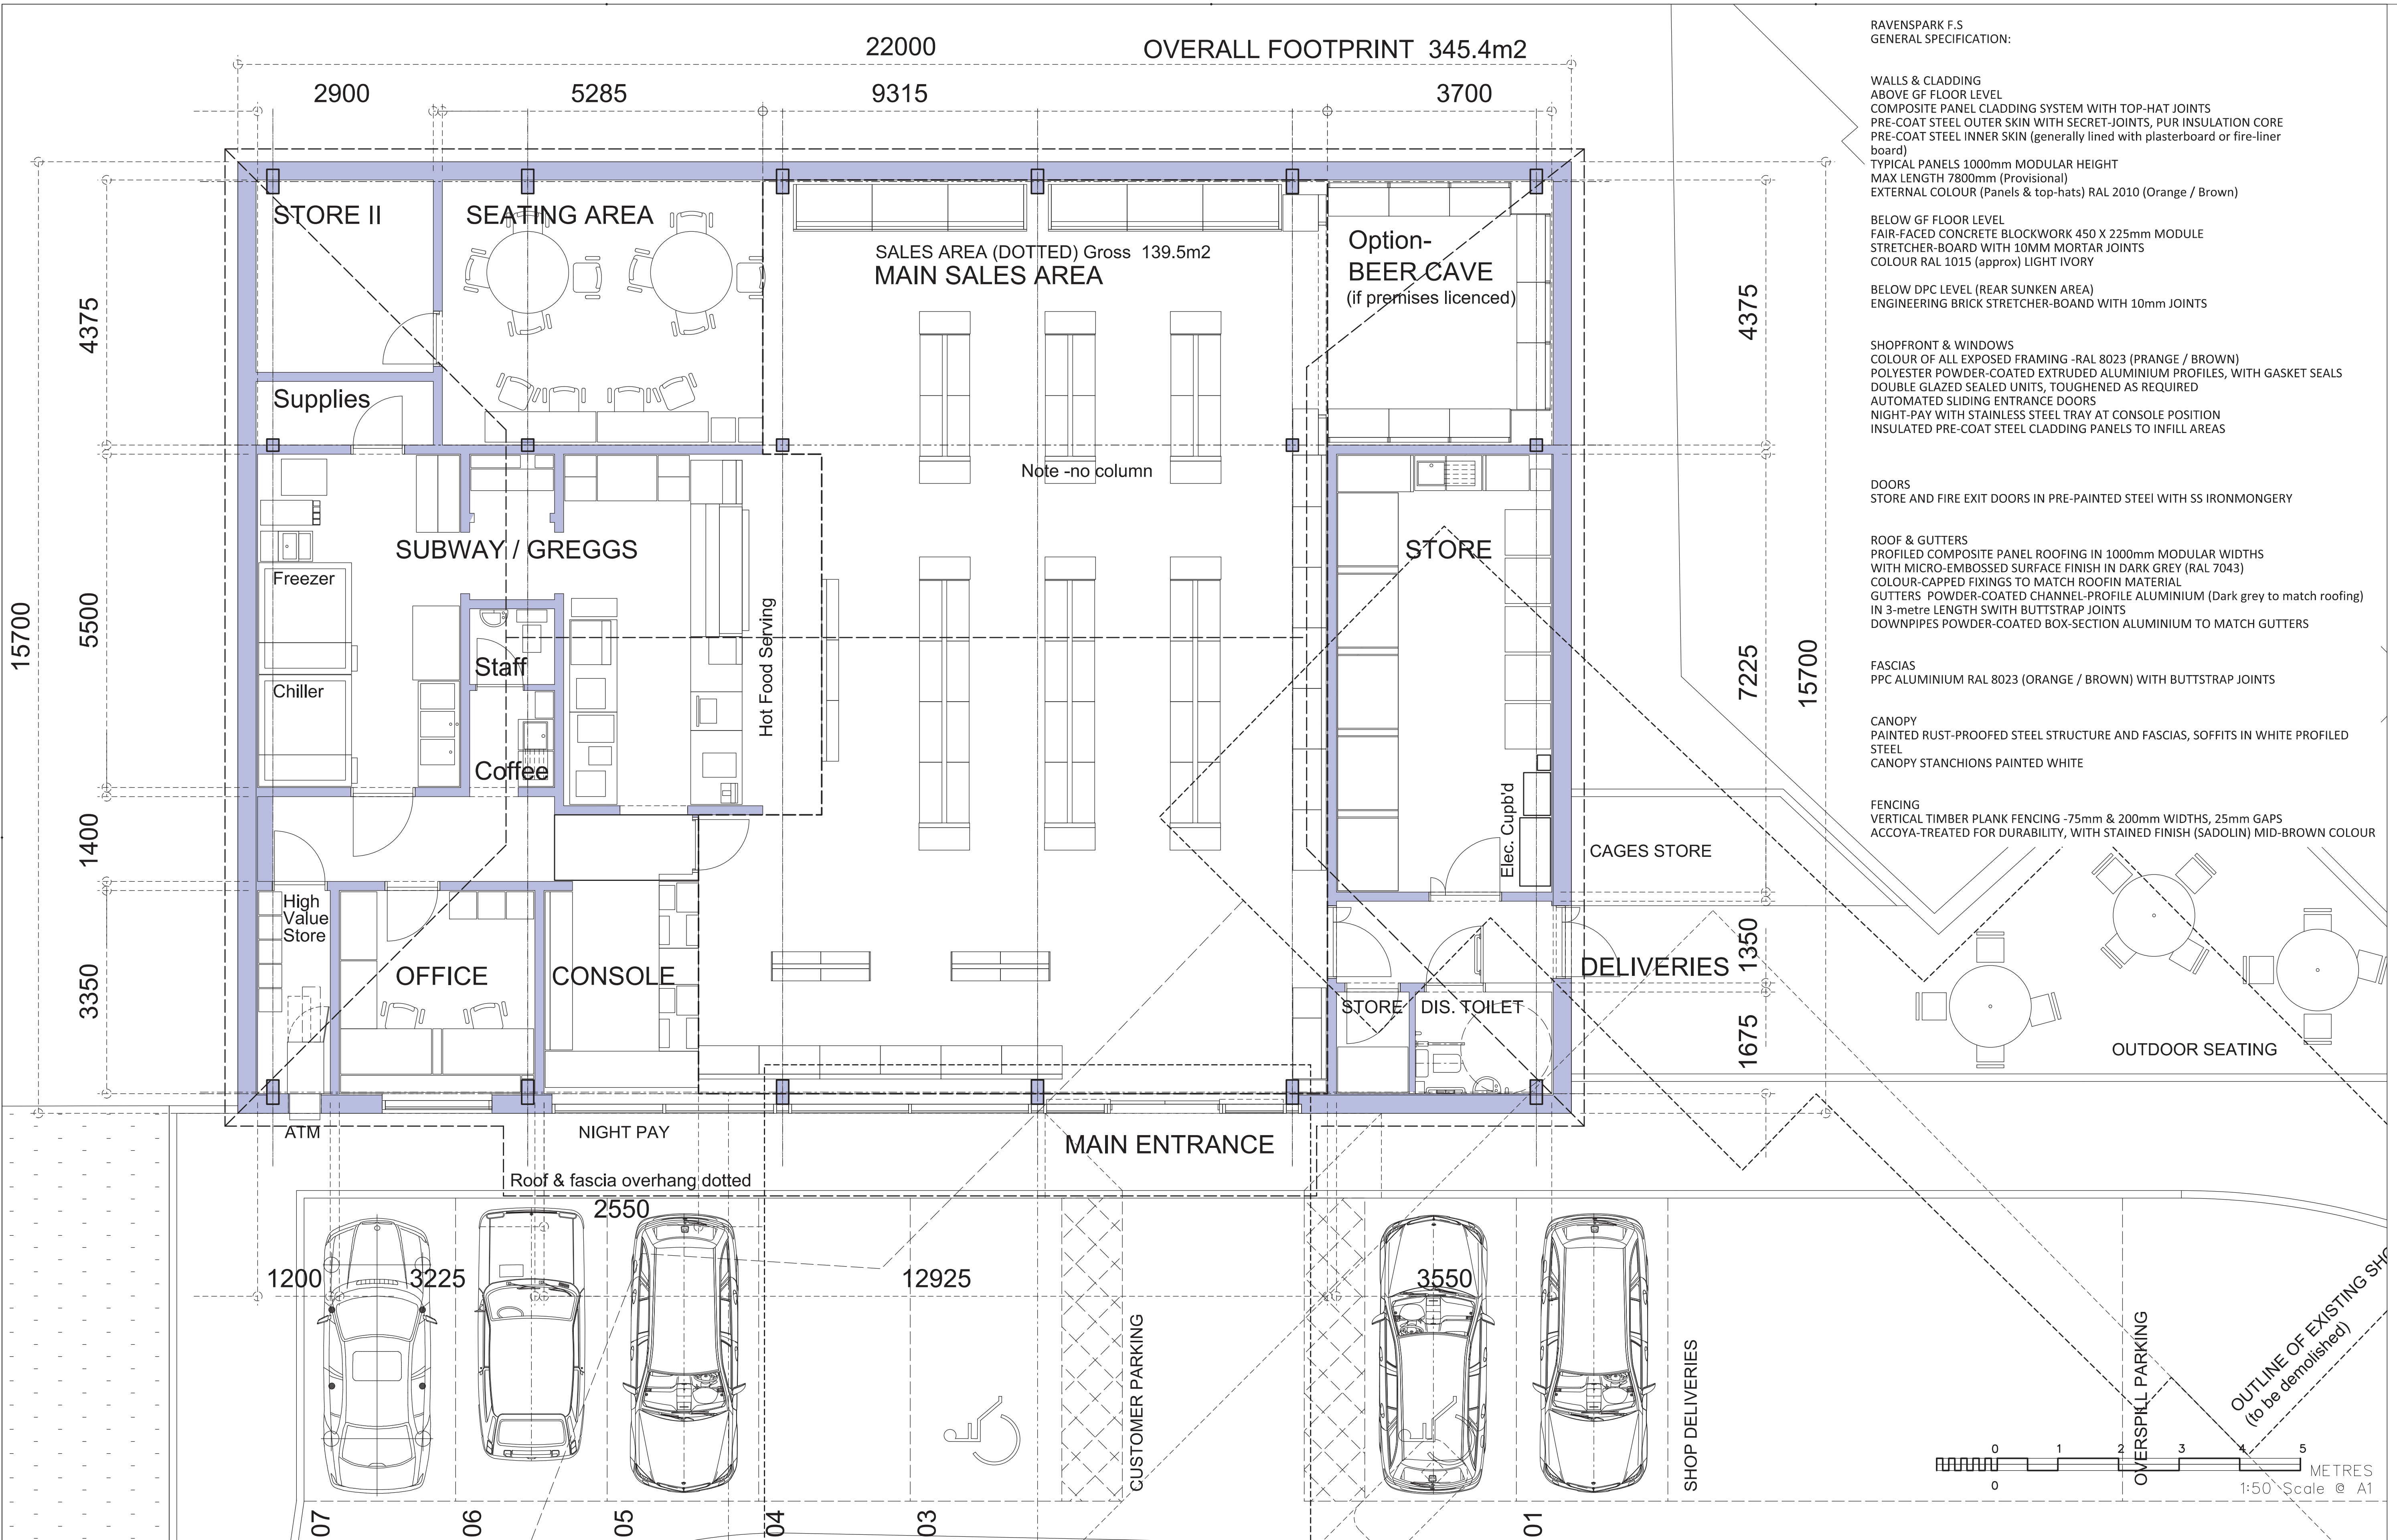 22000
OVERALL FOOTPRINT 345.4m2
2900
5285
9315
3700
STORE II
SEATING AREA
SALES AREA (DOTTED) Gross 139.5m2
MAIN SALES AREA
Option-
BEER CAVE
(if premises licenced)
4375
4375
Supplies
Note -no column
SUBWAY / GREGGS
STORE
Freezer
Chiller
Staff
Coffee
Hot Food Serving
15700
5500
7225
15700
1400
Elec. Cupb'd
CAGES STORE
High
Value
Store
OFFICE
CONSOLE
3350
DELIVERIES
1350
STORE
DIS. TOILET
1675
OUTDOOR SEATING
ATM
NIGHT PAY
MAIN ENTRANCE
Roof & fascia overhang dotted
2550
1200
3225
12925
3550
CUSTOMER PARKING
SHOP DELIVERIES
OVERSPILL PARKING
OUTLINE OF EXISTING
(to be demolished)
07
06
05
04
03
01
0 1 2 3 4 5
0
METRES
1:50 Scale @ A1
RAVENSPARK F.S
GENERAL SPECIFICATION:
WALLS & CLADDING
ABOVE GF FLOOR LEVEL
COMPOSITE PANEL CLADDING SYSTEM WITH TOP-HAT JOINTS
PRE-COAT STEEL OUTER SKIN WITH SECRET-JOINTS, PUR INSULATION CORE
PRE-COAT STEEL INNER SKIN (generally lined with plasterboard or fire-liner
board)
TYPICAL PANELS 1000mm MODULAR HEIGHT
MAX LENGTH 7800mm (Provisional)
EXTERNAL COLOUR (Panels & top-hats) RAL 2010 (Orange / Brown)
BELOW GF FLOOR LEVEL
FAIR-FACED CONCRETE BLOCKWORK 450 X 225mm MODULE
STRETCHER-BOARD WITH 10MM MORTAR JOINTS
COLOUR RAL 1015 (approx) LIGHT IVORY
BELOW DPC LEVEL (REAR SUNKEN AREA)
ENGINEERING BRICK STRETCHER-BOAND WITH 10mm JOINTS
SHOPFRONT & WINDOWS
COLOUR OF ALL EXPOSED FRAMING -RAL 8023 (PRANGE / BROWN)
POLYESTER POWDER-COATED EXTRUDED ALUMINIUM PROFILES, WITH GASKET SEALS
DOUBLE GLAZED SEALED UNITS, TOUGHENED AS REQUIRED
AUTOMATED SLIDING ENTRANCE DOORS
NIGHT-PAY WITH STAINLESS STEEL TRAY AT CONSOLE POSITION
INSULATED PRE-COAT STEEL CLADDING PANELS TO INFILL AREAS
DOORS
STORE AND FIRE EXIT DOORS IN PRE-PAINTED STEEl WITH SS IRONMONGERY
ROOF & GUTTERS
PROFILED COMPOSITE PANEL ROOFING IN 1000mm MODULAR WIDTHS
WITH MICRO-EMBOSSED SURFACE FINISH IN DARK GREY (RAL 7043)
COLOUR-CAPPED FIXINGS TO MATCH ROOFIN MATERIAL
GUTTERS POWDER-COATED CHANNEL-PROFILE ALUMINIUM (Dark grey to match roofing)
IN 3-metre LENGTH SWITH BUTTSTRAP JOINTS
DOWNPIPES POWDER-COATED BOX-SECTION ALUMINIUM TO MATCH GUTTERS
FASCIAS
PPC ALUMINIUM RAL 8023 (ORANGE / BROWN) WITH BUTTSTRAP JOINTS
CANOPY
PAINTED RUST-PROOFED STEEL STRUCTURE AND FASCIAS, SOFFITS IN WHITE PROFILED
STEEL
CANOPY STANCHIONS PAINTED WHITE
FENCING
VERTICAL TIMBER PLANK FENCING -75mm & 200mm WIDTHS, 25mm GAPS
ACCOYA-TREATED FOR DURABILITY, WITH STAINED FINISH (SADOLIN) MID-BROWN COLOUR